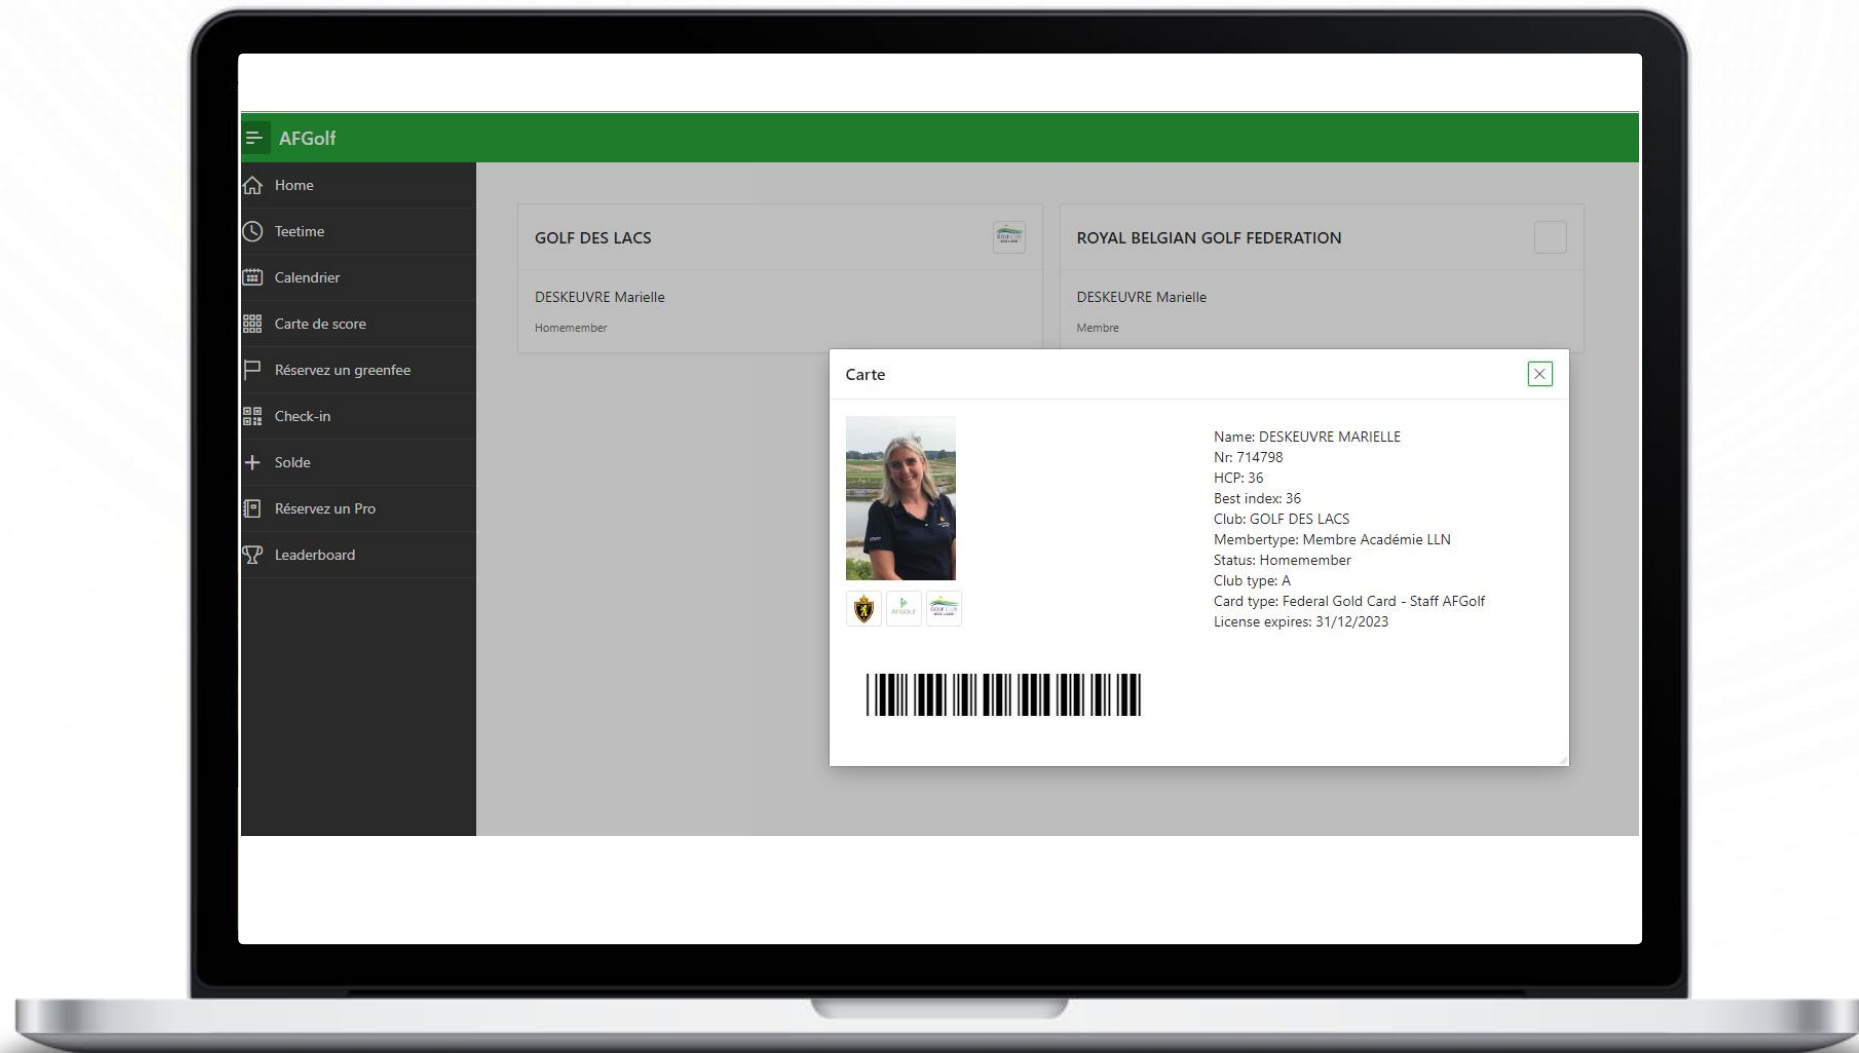 AFGolf
Home
Teetime
Calendrier
Carte de score
Réservez un greenfee
Check-in
Solde
Réservez un Pro
Leaderboard
GOLF DES LACS
DESKEUVRE Marielle
Homemember
ROYAL BELGIAN GOLF FEDERATION
DESKEUVRE Marielle
Membre
Carte
Name: DESKEUVRE MARIELLE
Nr: 714798
HCP: 36
Best index: 36
Club: GOLF DES LACS
Membertype: Membre Académie LLN
Status: Homemember
Club type: A
Card type: Federal Gold Card - Staff AFGolf
License expires: 31/12/2023
STAFF
AFGOLF